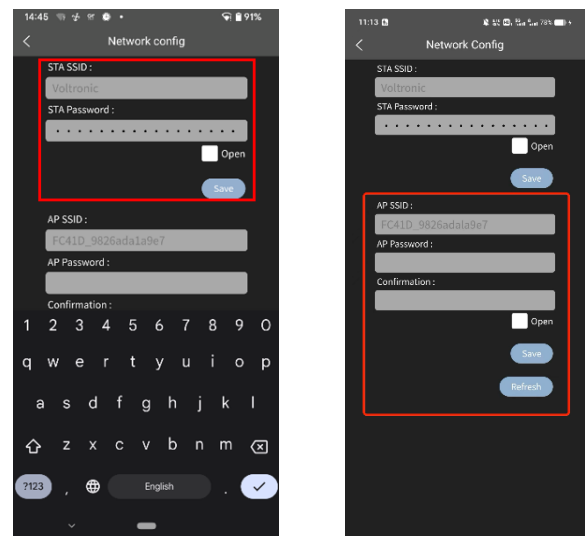 14:45
91%
Network config
STA SSID :
Voltronic
STA Password :
Open
Save
AP SSID :
FC41D_9826ada1a9e7
AP Password :
Confirmation :
1 2 3 4 5 6 7 8 9 0
q w e r t y u i o p
a s d f g h j k l
z x c v b n m
?123 , English .
11:13
78%
Network Config
STA SSID :
Voltronic
STA Password :
Open
Save
AP SSID :
FC41D_9826adala9e7
AP Password :
Confirmation :
Open
Save
Refresh